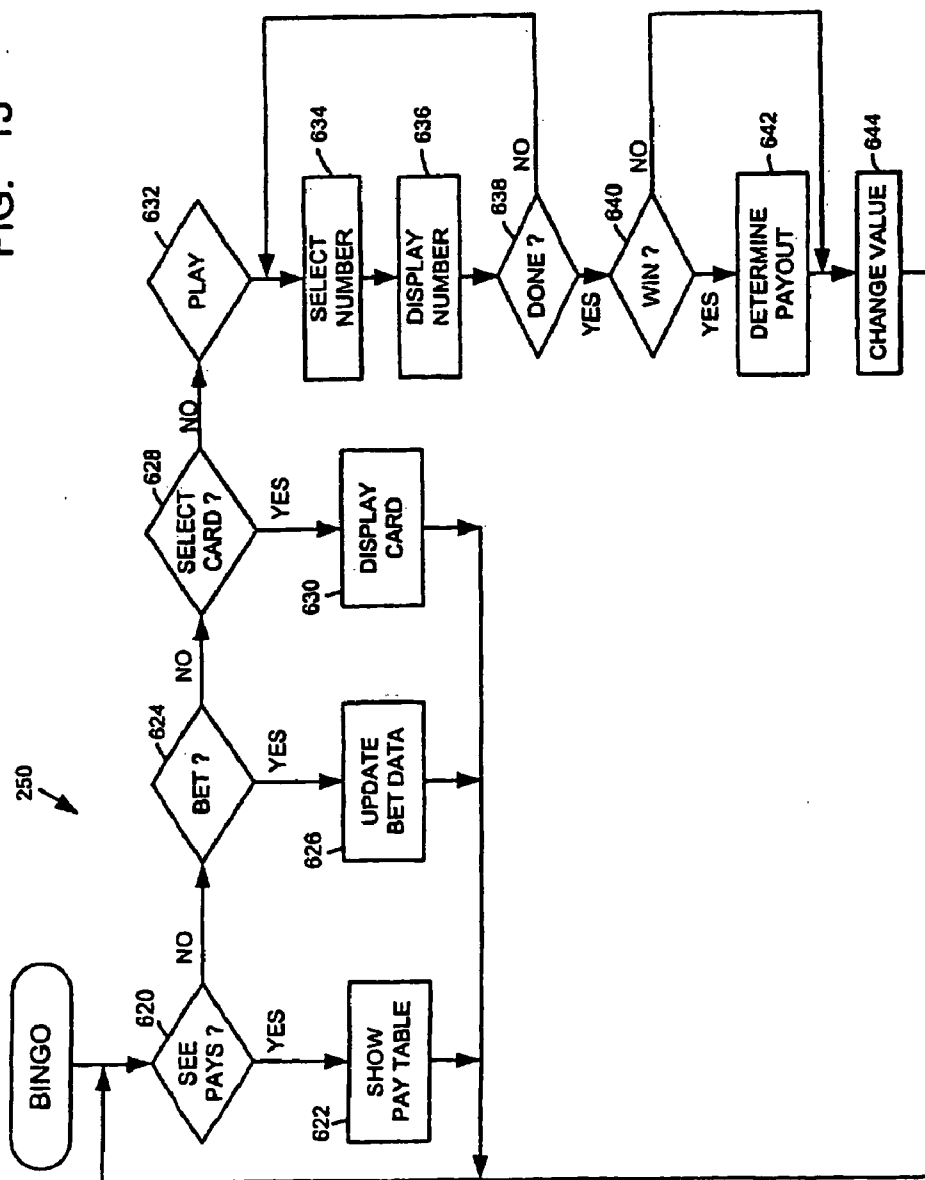 FIG.
250
BINGO
620
SEE
PAYS ?
NO
YES
622
SHOW
PAY TABLE
624
BET ?
NO
YES
626
UPDATE
BET DATA
628
SELECT
CARD ?
NO
YES
630
DISPLAY
CARD
632
PLAY
634
SELECT
NUMBER
636
DISPLAY
NUMBER
638
DONE ?
NO
YES
640
WIN ?
NO
YES
642
DETERMINE
PAYOUT
644
CHANGE VALUE